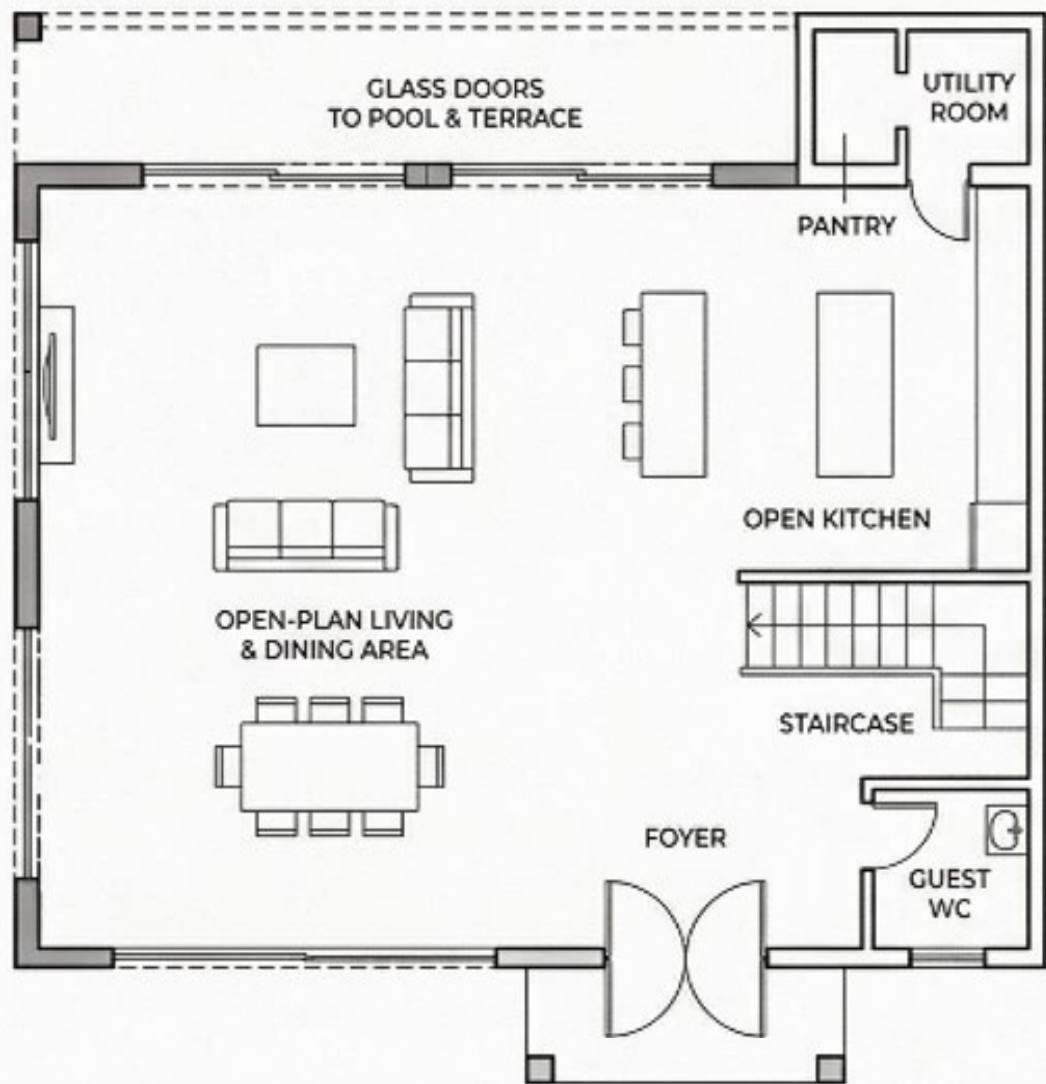 GLASS DOORS
TO POOL & TERRACE
UTILITY
ROOM
PANTRY
OPEN KITCHEN
OPEN-PLAN LIVING
& DINING AREA
STAIRCASE
FOYER
GUEST
WC